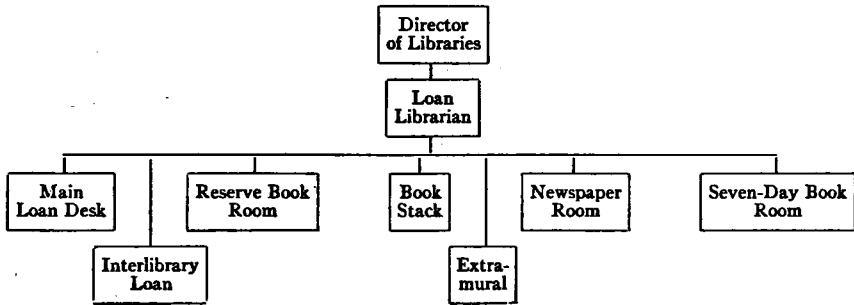 Director
of Libraries
Loan
Librarian
Main
Loan Desk
Reserve Book
Room
Book
Stack
Newspaper
Room
Seven-Day Book
Room
Interlibrary
Loan
Extra-
mural